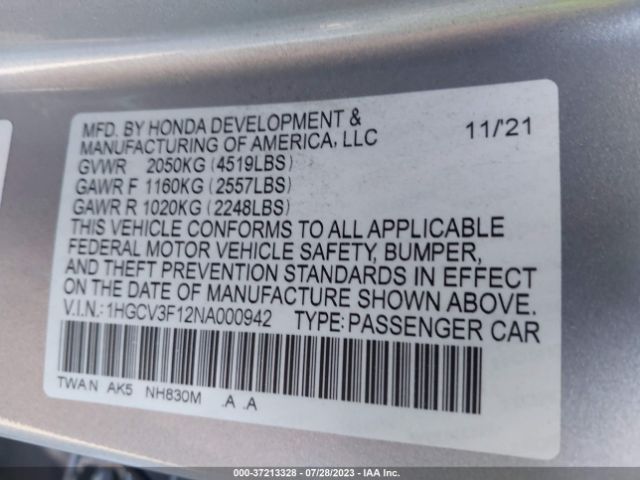 MFD. BY HONDA DEVELOPMENT & 11/'21
MANUFACTURING OF AMERICA, LLC
GVWR 2050KG (4519LBS)
GAWR F 1160KG (2557LBS)
GAWR R 1020KG (2248LBS)
THIS VEHICLE CONFORMS TO ALL APPLICABLE
FEDERAL MOTOR VEHICLE SAFETY, BUMPER,
AND THEFT PREVENTION STANDARDS IN EFFECT
ON THE DATE OF MANUFACTURE SHOWN ABOVE.
V.I.N.: 1HGCV3F12NA000942 TYPE: PASSENGER CAR
TWAN AK5 NH830M .A .A
000-37213328 - 07/28/2023 - IAA Inc.